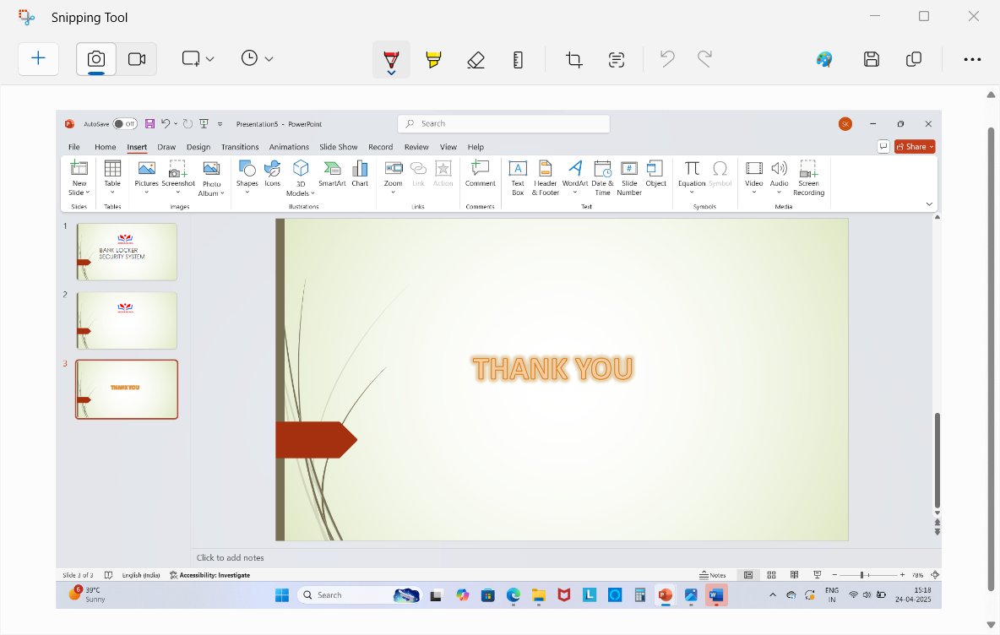 Snipping Tool
AutoSave Off Presentation5 - PowerPoint Search SK
File Home Insert Draw Design Transitions Animations Slide Show Record Review View Help Share
New Slide Table Pictures Screenshot Photo Album Shapes Icons 3D Models SmartArt Chart Zoom Link Action Comment Text Box Header & Footer WordArt Date & Time Slide Number Object Equation Symbol Video Audio Screen Recording
Slides Tables Images Illustrations Links Comments Text Symbols Media
1
BANK LOCKER
SECURITY SYSTEM
2
3
THANK YOU
THANK YOU
Click to add notes
Slide 3 of 3 English (India) Accessibility: Investigate Notes 78%
6 39°C
Sunny
Search
ENG
IN
15:18
24-04-2025